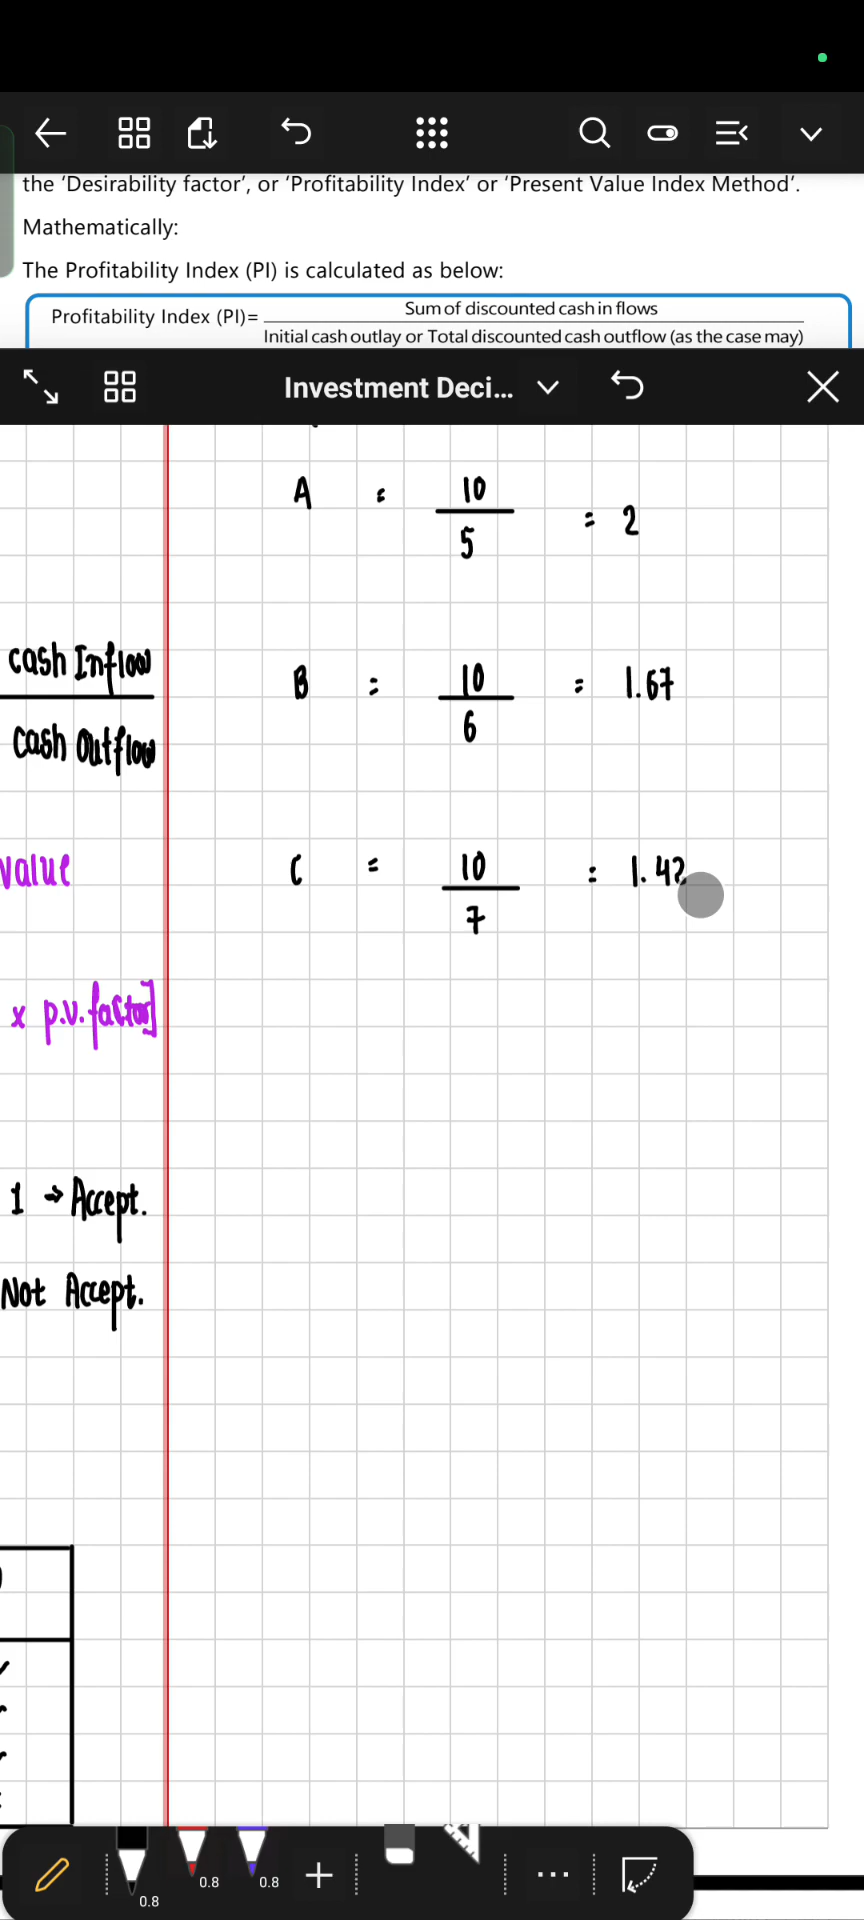 the ‘Desirability factor’, or ‘Profitability Index’ or ‘Present Value Index Method’.
Mathematically:
The Profitability Index (PI) is calculated as below:
Profitability Index (PI)= Sum of discounted cash in flows
Initial cash outlay or Total discounted cash outflow (as the case may)
Investment Deci...
A = 10
5
= 2
cash Inflow
cash Outflow
B = 10
6
= 1.67
value
C = 10
7
= 1.42
x p.v. factor]
1 ⇒ Accept.
Not Accept.
0.8
0.8
0.8